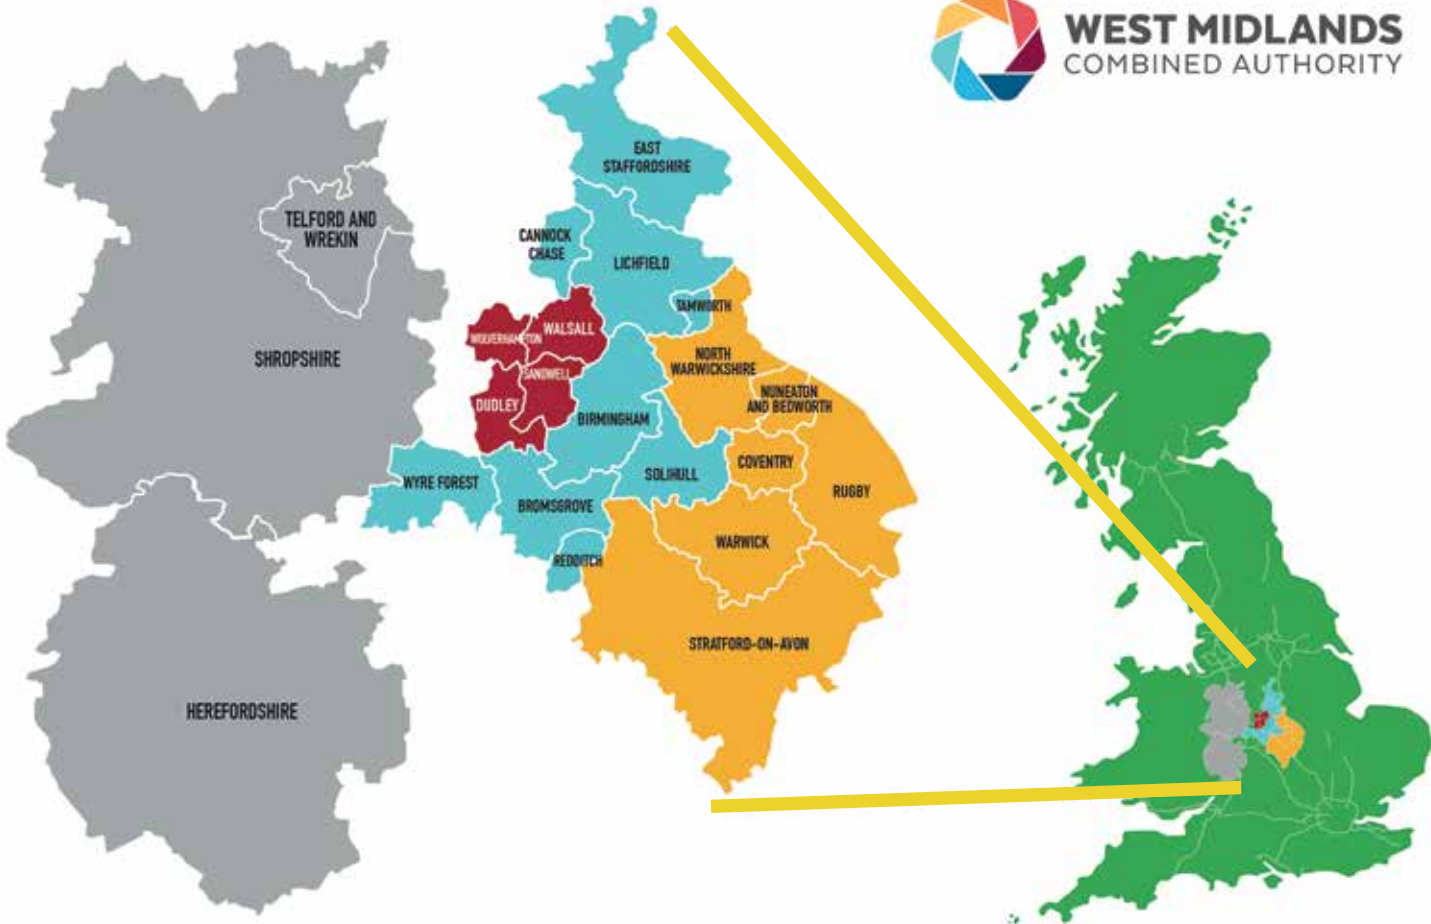 WEST MIDLANDS
COMBINED AUTHORITY
EAST
STAFFORDSHIRE
TELFORD AND
WREKIN
CANNOCK
CHASE
LICHFIELD
TAMWORTH
WOLVERHAMPTON
WALSALL
SHROPSHIRE
NORTH
WARWICKSHIRE
SANDWELL
NUNEATON
AND BEDWORTH
DUDLEY
BIRMINGHAM
COVENTRY
SOLIHULL
WYRE FOREST
RUGBY
BROMSGROVE
WARWICK
REDDITCH
STRATFORD-ON-AVON
HEREFORDSHIRE